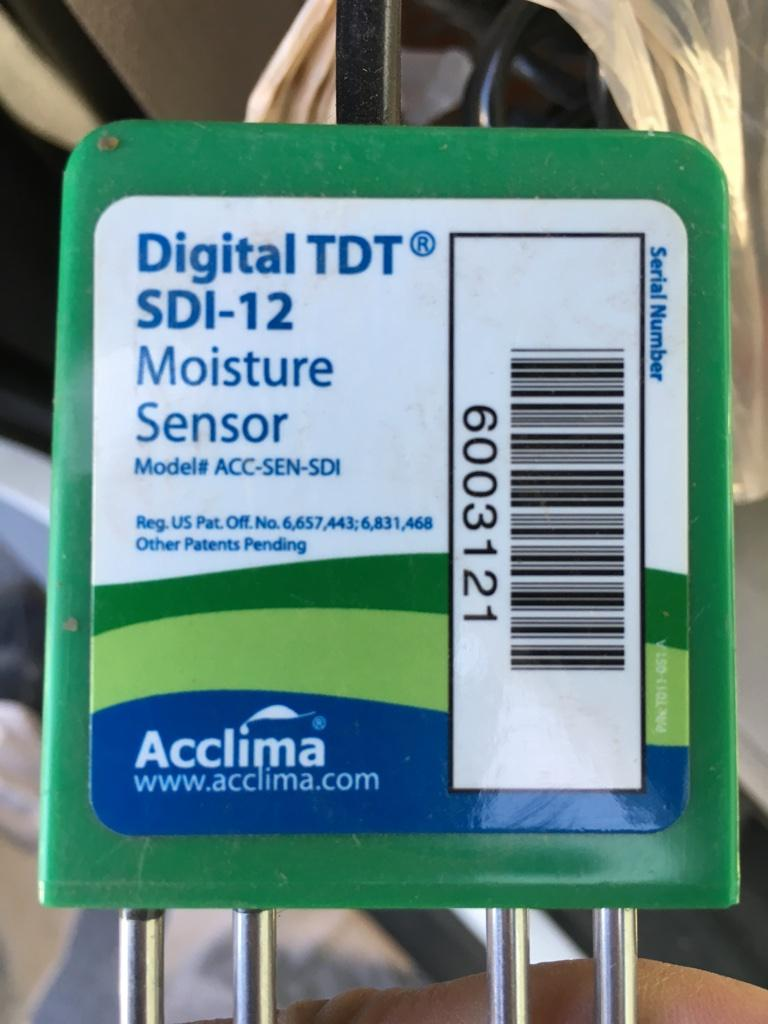 Digital TDT®
SDI-12
Moisture
Sensor
Model# ACC-SEN-SDI
Reg. US Pat. Off. No. 6,657,443; 6,831,468
Other Patents Pending
Acclima®
www.acclima.com
Serial Number
6003121